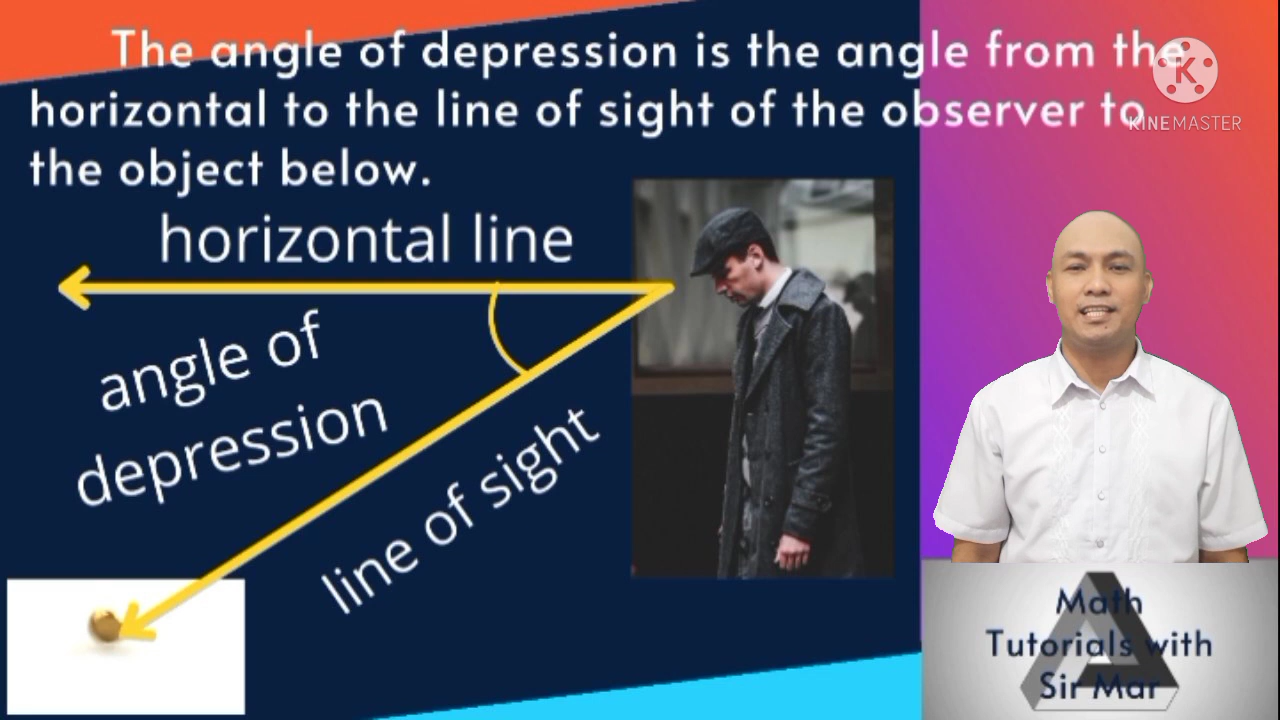 The angle of depression is the angle from the
horizontal to the line of sight of the observer to
the object below.
KINEMASTER
horizontal line
angle of
depression
line of sight
Math
Tutorials with
Sir Mar